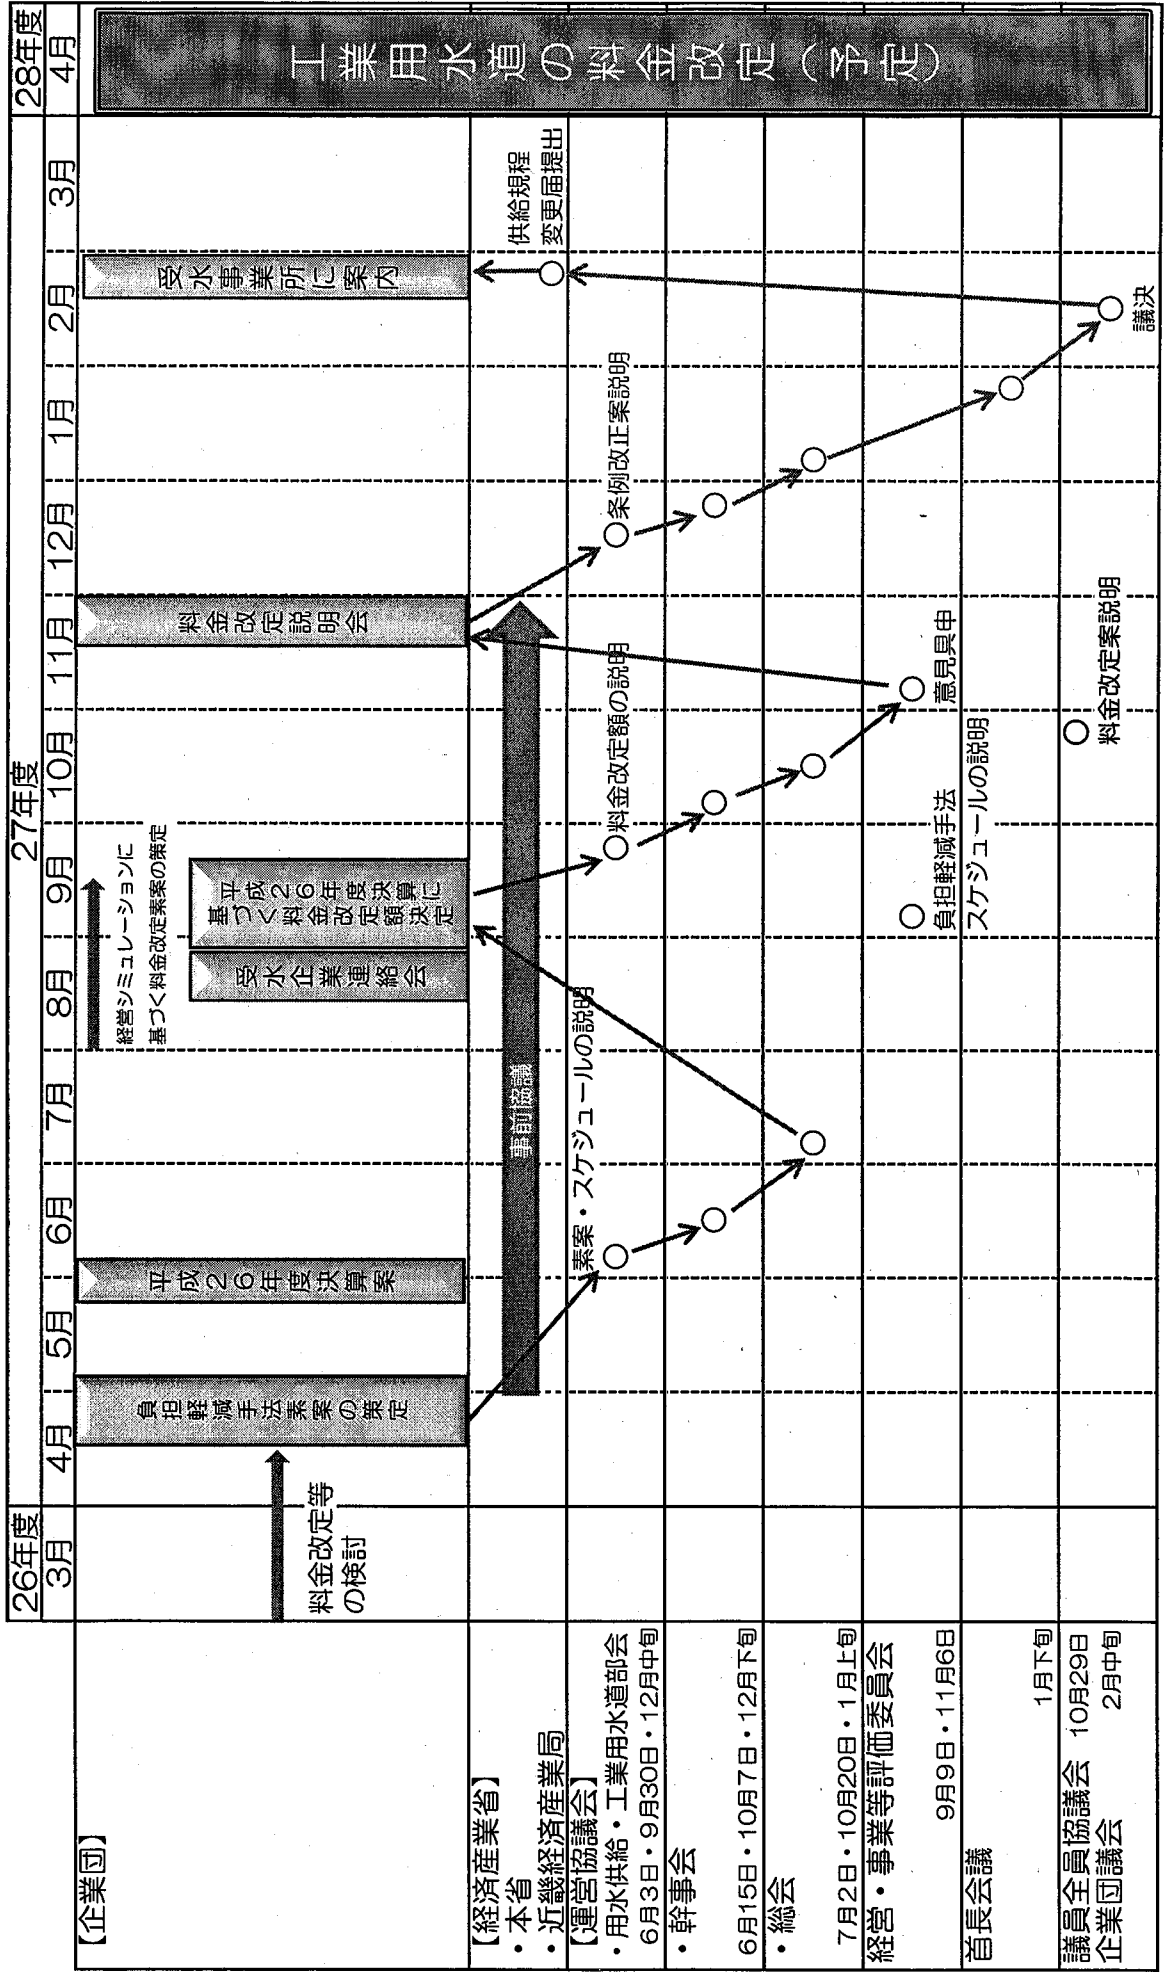 26年度
27年度
28年度
3月
4月
5月
6月
7月
8月
9月
10月
11月
12月
1月
2月
3月
4月
【企業団】
料金改定等
の検討
負担軽減手法素案の策定
平成26年度決算案
経営シミュレーションに
基づく料金改定素案の策定
受水企業連絡会
平成26年度決算に
基づく料金改定額決定
料金改定説明会
受水事業所に案内
工業用水道の料金改定(予定)
【経済産業省】
・本省
・近畿経済産業局
事前協議
供給規程
変更届提出
【運営協議会】
・用水供給・工業用水道部会
6月3日・9月30日・12月中旬
素案・スケジュールの説明
料金改定額の説明
条例改正案説明
・幹事会
6月15日・10月7日・12月下旬
・総会
7月2日・10月20日・1月上旬
経営・事業等評価委員会
9月9日・11月6日
負担軽減手法
スケジュールの説明
意見具申
首長会議
1月下旬
議員全員協議会 10月29日
企業団議会 2月中旬
料金改定案説明
議決